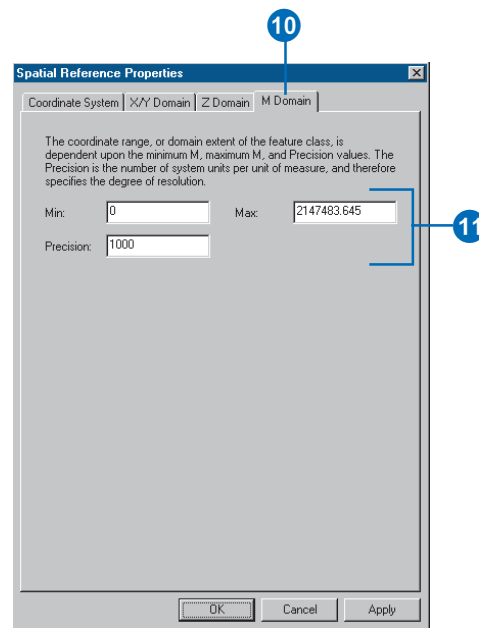 10
Spatial Reference Properties
Coordinate System X/Y Domain Z Domain M Domain
The coordinate range, or domain extent of the feature class, is
dependent upon the minimum M, maximum M, and Precision values. The
Precision is the number of system units per unit of measure, and therefore
specifies the degree of resolution.
Min: 0 Max: 2147483.645
11
Precision: 1000
OK Cancel Apply